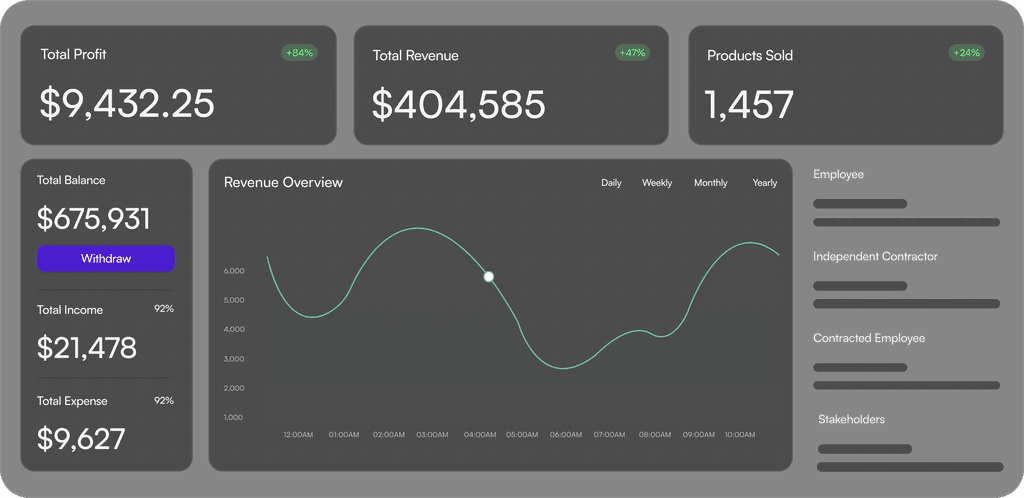 Total Profit
+84%
$9,432.25
Total Revenue
+47%
$404,585
Products Sold
+24%
1,457
Total Balance
$675,931
Withdraw
Total Income 92%
$21,478
Total Expense 92%
$9,627
Revenue Overview
Daily Weekly Monthly Yearly
6,000
5,000
4,000
3,000
2,000
1,000
12:00AM 01:00AM 02:00AM 03:00AM 04:00AM 05:00AM 06:00AM 07:00AM 08:00AM 09:00AM 10:00AM
Employee
Independent Contractor
Contracted Employee
Stakeholders